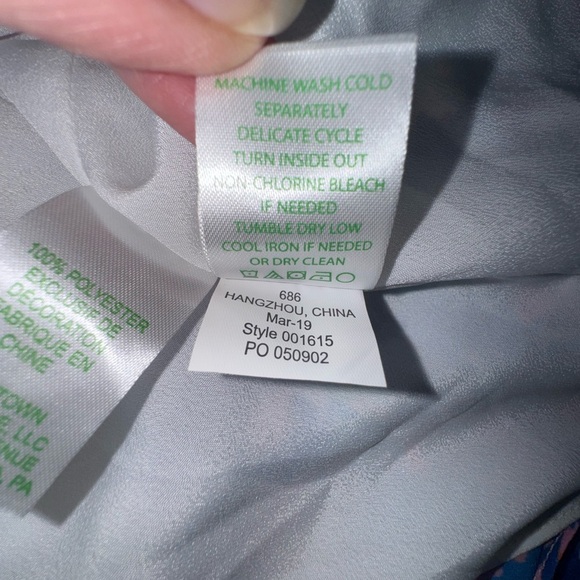 MACHINE WASH COLD
SEPARATELY
DELICATE CYCLE
TURN INSIDE OUT
NON-CHLORINE BLEACH
IF NEEDED
TUMBLE DRY LOW
COOL IRON IF NEEDED
OR DRY CLEAN
686
HANGZHOU, CHINA
Mar-19
Style 001615
PO 050902
100% POLYESTER
EXCLUSIF DE
DECORATION
FABRIQUE EN
CHINE
TOWN
LLC
PA